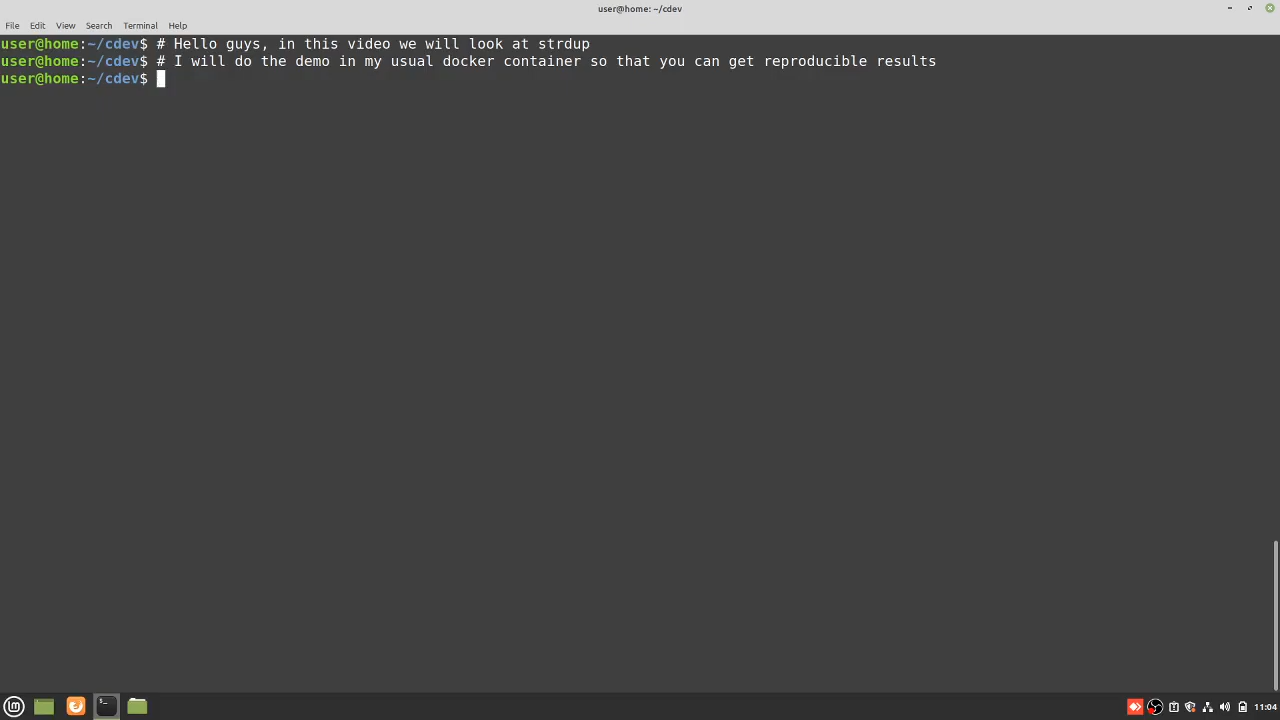 user@home: ~/cdev
File Edit View Search Terminal Help
user@home:~/cdev$ # Hello guys, in this video we will look at strdup
user@home:~/cdev$ # I will do the demo in my usual docker container so that you can get reproducible results
user@home:~/cdev$
11:04